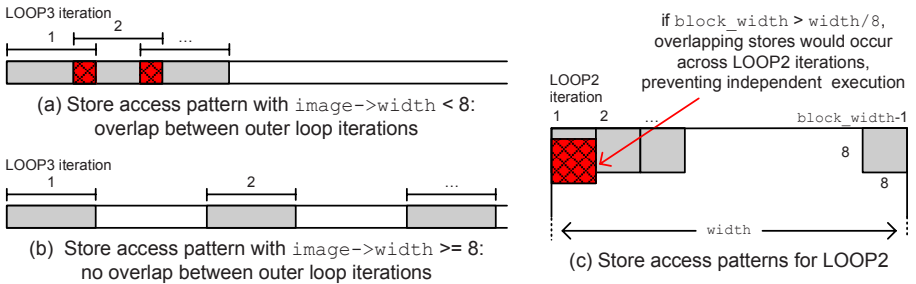 LOOP3 iteration
1
2
...
(a) Store access pattern with image->width < 8:
overlap between outer loop iterations
LOOP3 iteration
1
2
...
(b) Store access pattern with image->width >= 8:
no overlap between outer loop iterations
if block_width > width/8,
overlapping stores would occur
across LOOP2 iterations,
preventing independent execution
LOOP2
iteration
1
2
...
block_width-1
8
8
width
(c) Store access patterns for LOOP2